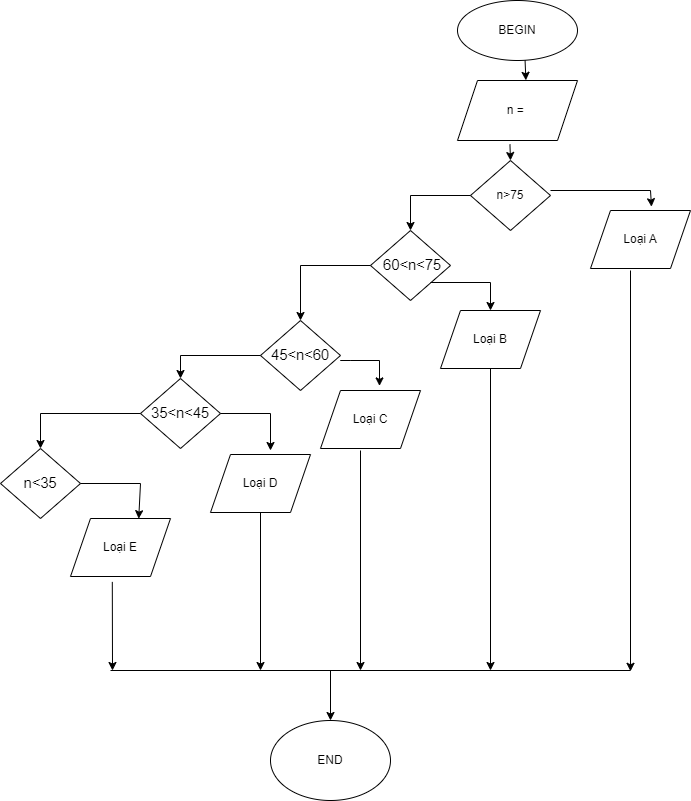 BEGIN
n =
n>75
Loại A
60<n<75
Loại B
45<n<60
Loại C
35<n<45
Loại D
n<35
Loại E
END